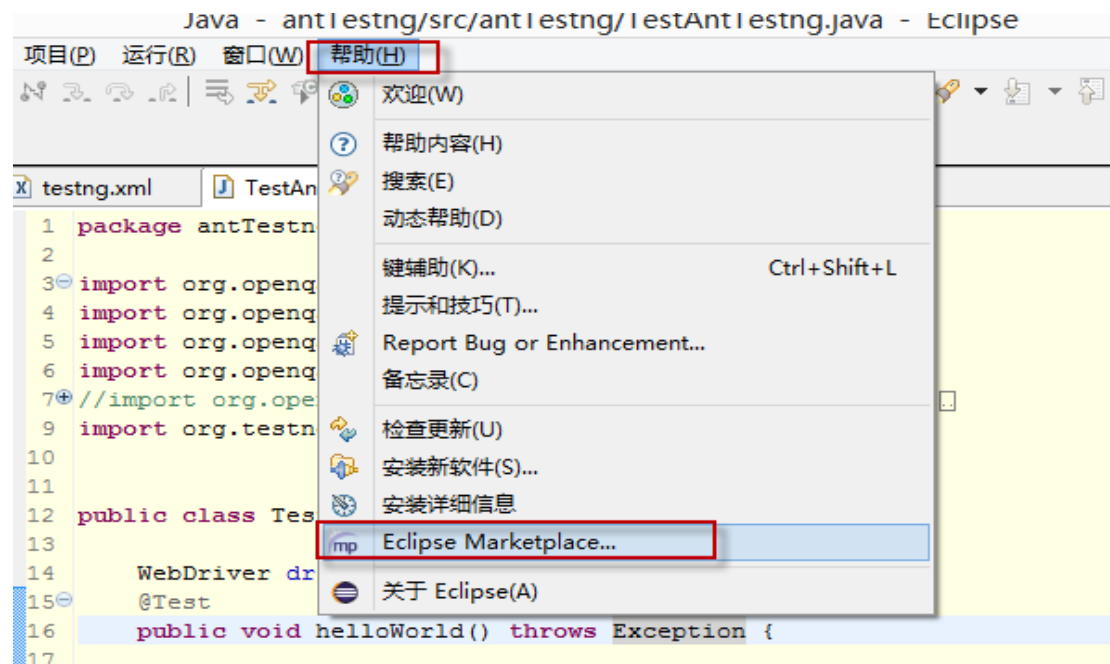 Java - antTestng/src/antTestng/TestAntTestng.java - Eclipse
项目(P) 运行(R) 窗口(W) 帮助(H)
欢迎(W)
帮助内容(H)
搜索(E)
动态帮助(D)
键辅助(K)... Ctrl+Shift+L
提示和技巧(T)...
Report Bug or Enhancement...
备忘录(C)
检查更新(U)
安装新软件(S)...
安装详细信息
mp Eclipse Marketplace...
关于 Eclipse(A)
X testng.xml J TestAn
1 package antTestn
2
3 import org.openq
4 import org.openq
5 import org.openq
6 import org.openq
7 //import org.ope
9 import org.testn
10
11
12 public class Tes
13
14 WebDriver dr
15 @Test
16 public void helloWorld() throws Exception {
17